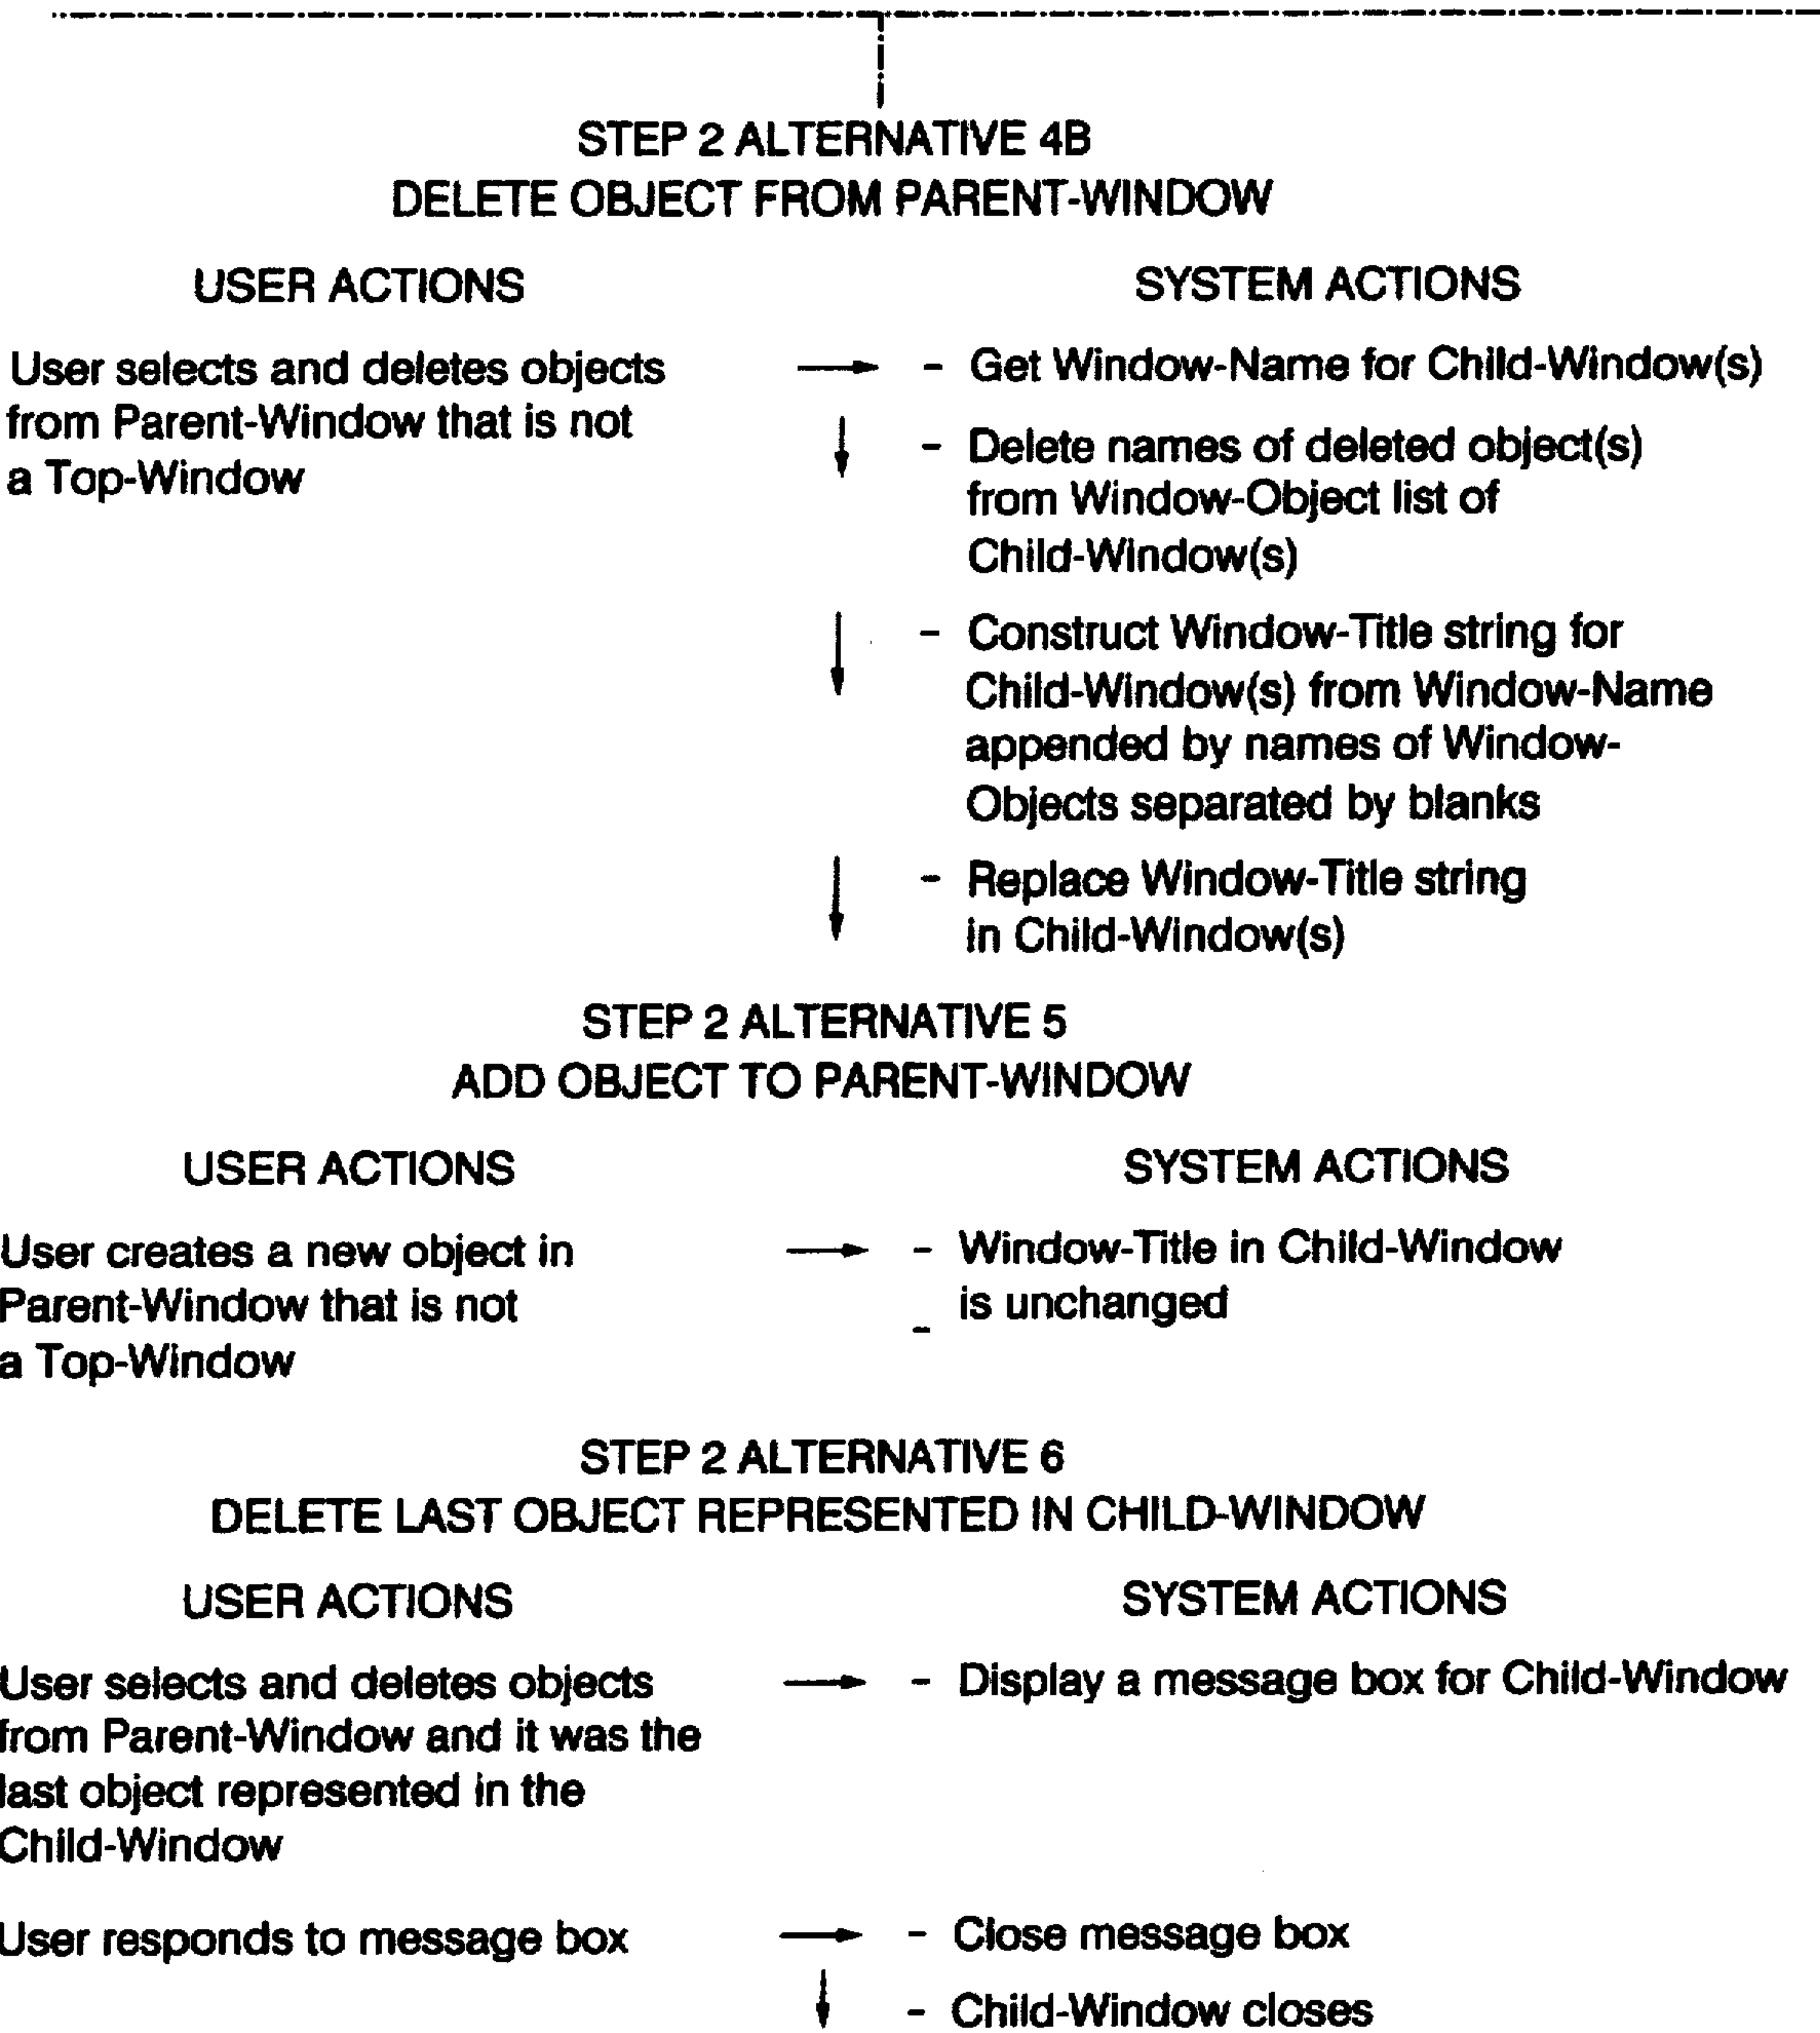 STEP 2 ALTERNATIVE 4B
DELETE OBJECT FROM PARENT-WINDOW
USER ACTIONS
SYSTEM ACTIONS
User selects and deletes objects
from Parent-Window that is not
a Top-Window
- Get Window-Name for Child-Window(s)
- Delete names of deleted object(s)
from Window-Object list of
Child-Window(s)
- Construct Window-Title string for
Child-Window(s) from Window-Name
appended by names of Window-
Objects separated by blanks
- Replace Window-Title string
in Child-Window(s)
STEP 2 ALTERNATIVE 5
ADD OBJECT TO PARENT-WINDOW
USER ACTIONS
SYSTEM ACTIONS
User creates a new object in
Parent-Window that is not
a Top-Window
- Window-Title in Child-Window
is unchanged
-
STEP 2 ALTERNATIVE 6
DELETE LAST OBJECT REPRESENTED IN CHILD-WINDOW
USER ACTIONS
SYSTEM ACTIONS
User selects and deletes objects
from Parent-Window and it was the
last object represented in the
Child-Window
- Display a message box for Child-Window
User responds to message box
- Close message box
- Child-Window closes